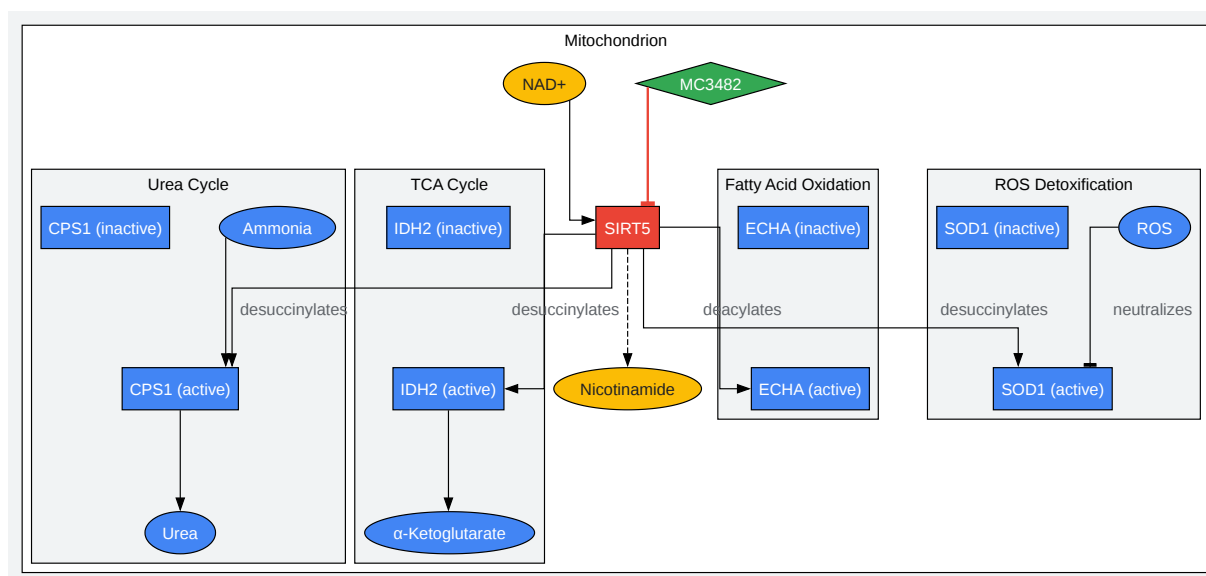 Mitochondrion
NAD+
MC3482
Urea Cycle
TCA Cycle
Fatty Acid Oxidation
ROS Detoxification
CPS1 (inactive)
Ammonia
IDH2 (inactive)
SIRT5
ECHA (inactive)
SOD1 (inactive)
ROS
desuccinylates
desuccinylates
deacylates
desuccinylates
neutralizes
CPS1 (active)
IDH2 (active)
Nicotinamide
ECHA (active)
SOD1 (active)
Urea
α-Ketoglutarate